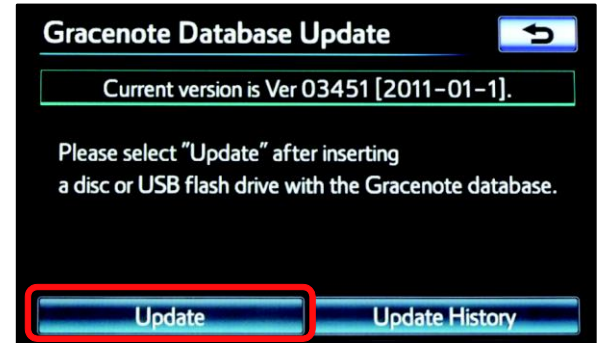 Gracenote Database Update
Current version is Ver 03451 [2011-01-1].
Please select "Update" after inserting
a disc or USB flash drive with the Gracenote database.
Update
Update History